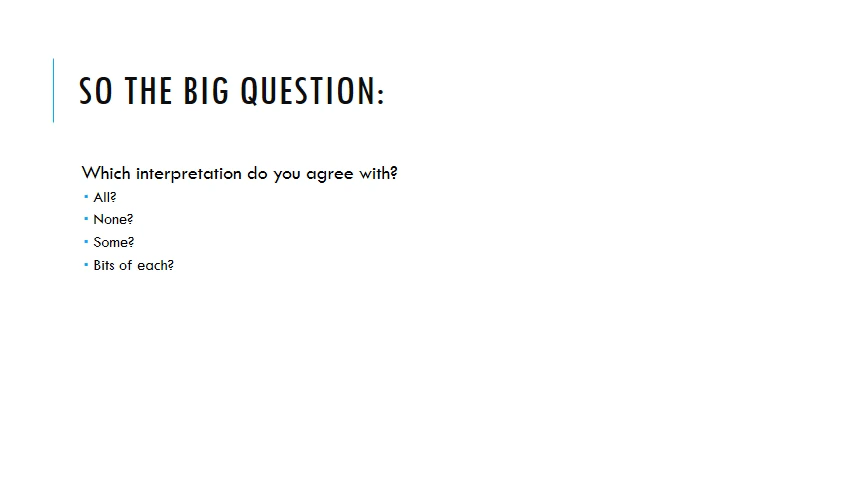 SO THE BIG QUESTION:
Which interpretation do you agree with?
▪ All?
▪ None?
▪ Some?
▪ Bits of each?